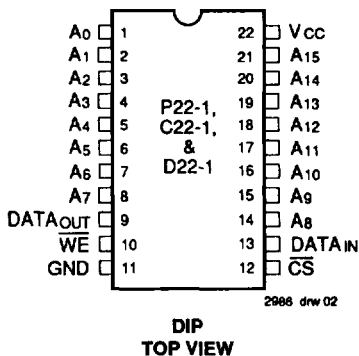 A0 1 22 VCC
A1 2 21 A15
A2 3 20 A14
A3 4 19 A13
A4 5 18 A12
A5 6 17 A11
A6 7 16 A10
A7 8 15 A9
DATAOUT 9 14 A8
WE 10 13 DATAIN
GND 11 12 CS
P22-1,
C22-1,
&
D22-1
2986 drw 02
DIP
TOP VIEW